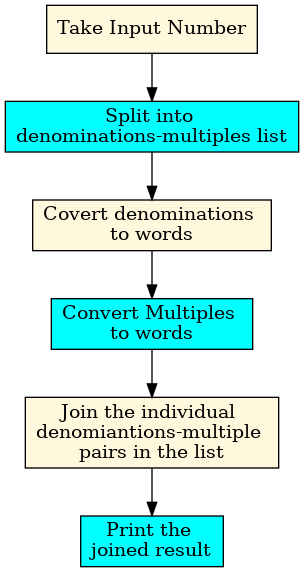 Take Input Number
Split into
denominations-multiples list
Covert denominations
to words
Convert Multiples
to words
Join the individual
denomiantions-multiple
pairs in the list
Print the
joined result